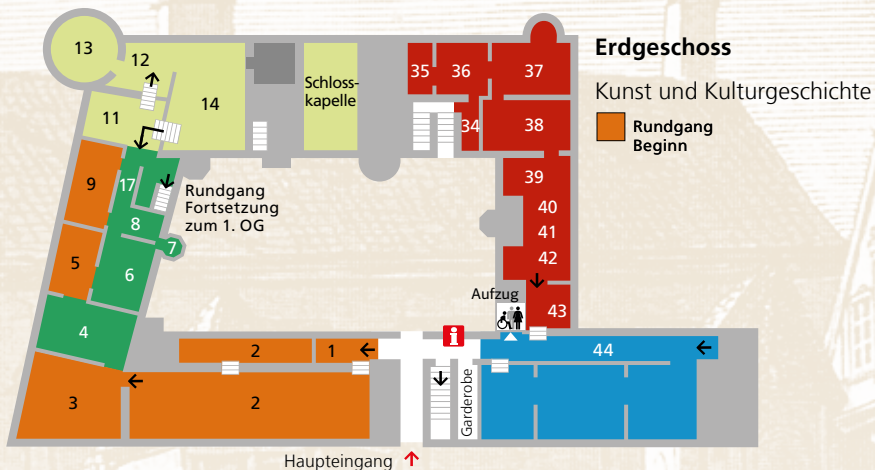 Erdgeschoss
Kunst und Kulturgeschichte
Rundgang
Beginn
13
12
14
11
Schloss-
kapelle
35
36
37
34
38
9
17
8
7
5
6
4
Rundgang
Fortsetzung
zum 1. OG
39
40
41
42
43
Aufzug
i
2
1
44
3
2
Garderobe
Haupteingang